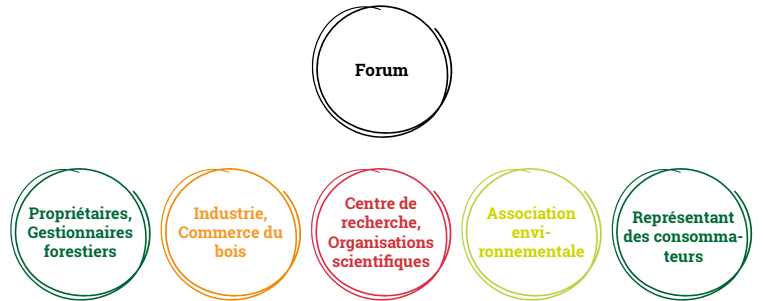 Forum
Propriétaires,
Gestionnaires
forestiers
Industrie,
Commerce du
bois
Centre de
recherche,
Organisations
scientifiques
Association
envi-
ronnementale
Représentant
des consomma-
teurs